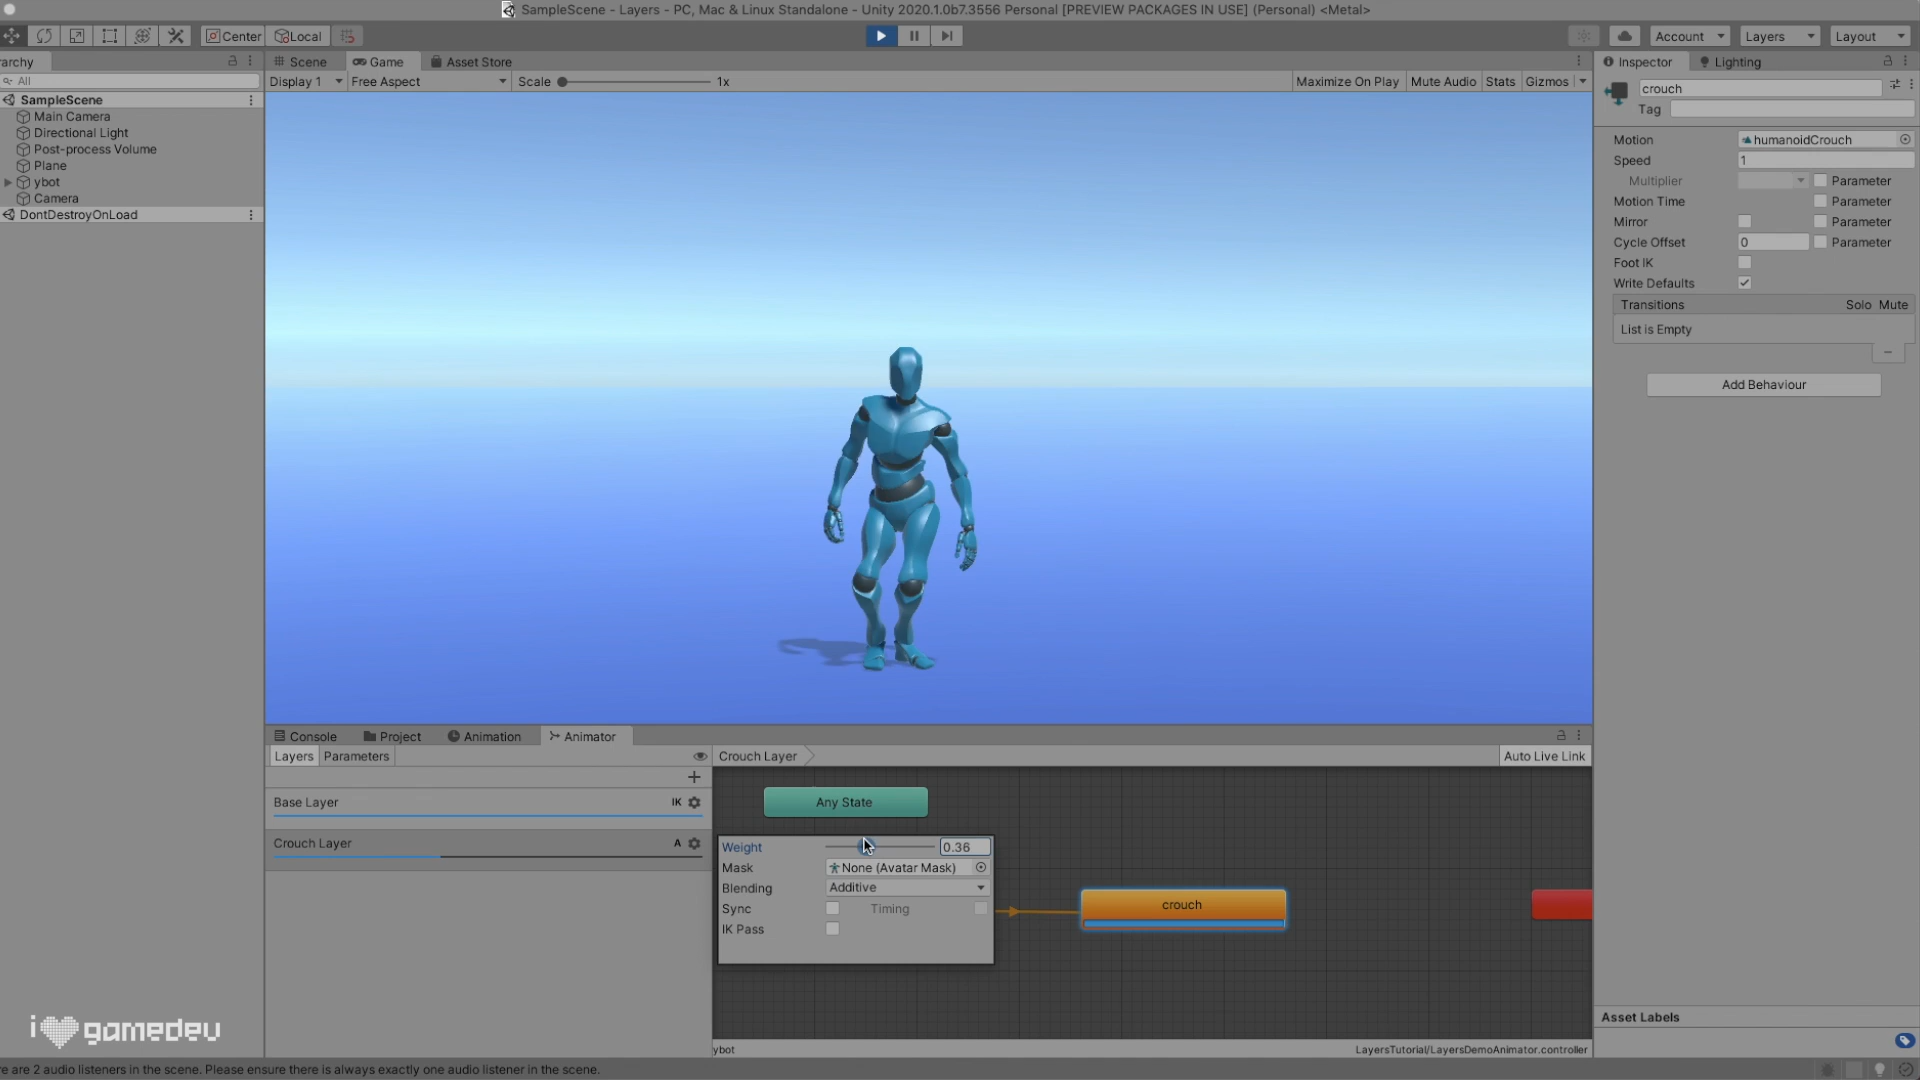 SampleScene - Layers - PC, Mac & Linux Standalone - Unity 2020.1.0b7.3556 Personal [PREVIEW PACKAGES IN USE] (Personal) <Metal>
Center Local Account Layers Layout
rarchy
Scene Game Asset Store
Inspector Lighting
All
Display 1 Free Aspect Scale 1x Maximize On Play Mute Audio Stats Gizmos
SampleScene
Main Camera
Directional Light
Post-process Volume
Plane
ybot
Camera
DontDestroyOnLoad
crouch
Tag
Motion humanoidCrouch
Speed 1
Multiplier Parameter
Motion Time Parameter
Mirror Parameter
Cycle Offset 0 Parameter
Foot IK
Write Defaults
Transitions Solo Mute
List is Empty
Add Behaviour
Console Project Animation Animator
Layers Parameters Crouch Layer Auto Live Link
Base Layer IK
Crouch Layer A
Any State
Weight 0.36
Mask None (Avatar Mask)
Blending Additive
Sync Timing
IK Pass
crouch
Asset Labels
i gamedev
ybot LayersTutorial/LayersDemoAnimator.controller
re are 2 audio listeners in the scene. Please ensure there is always exactly one audio listener in the scene.